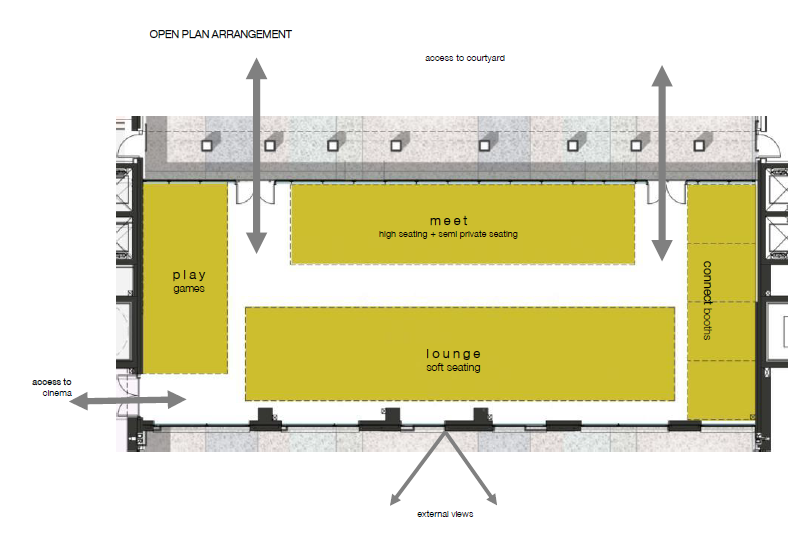 OPEN PLAN ARRANGEMENT
access to courtyard
meet
high seating + semi private seating
play
games
connect booths
lounge
soft seating
access to
cinema
external views